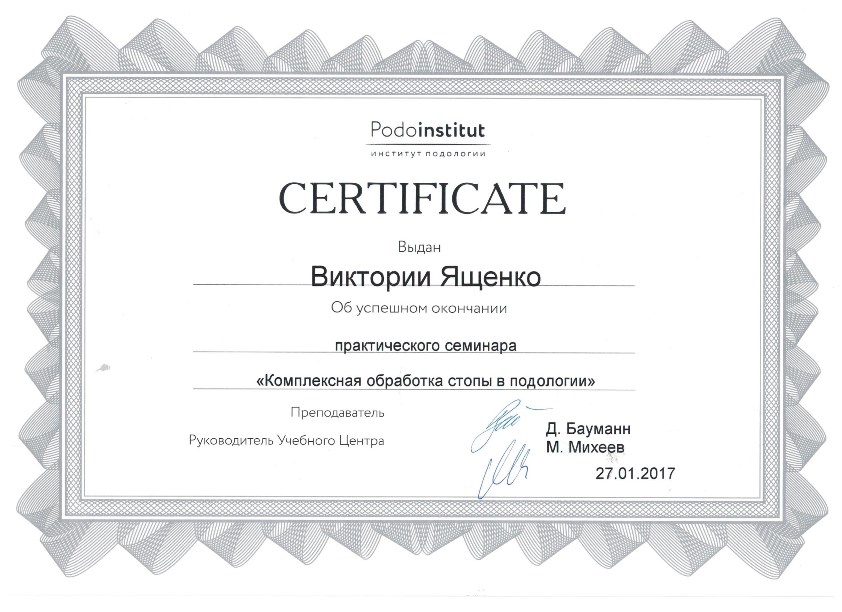 Podoinstitut
институт подологии
CERTIFICATE
Выдан
Виктории Ященко
Об успешном окончании
практического семинара
«Комплексная обработка стопы в подологии»
Преподаватель
Д. Бауманн
Руководитель Учебного Центра
М. Михеев
27.01.2017